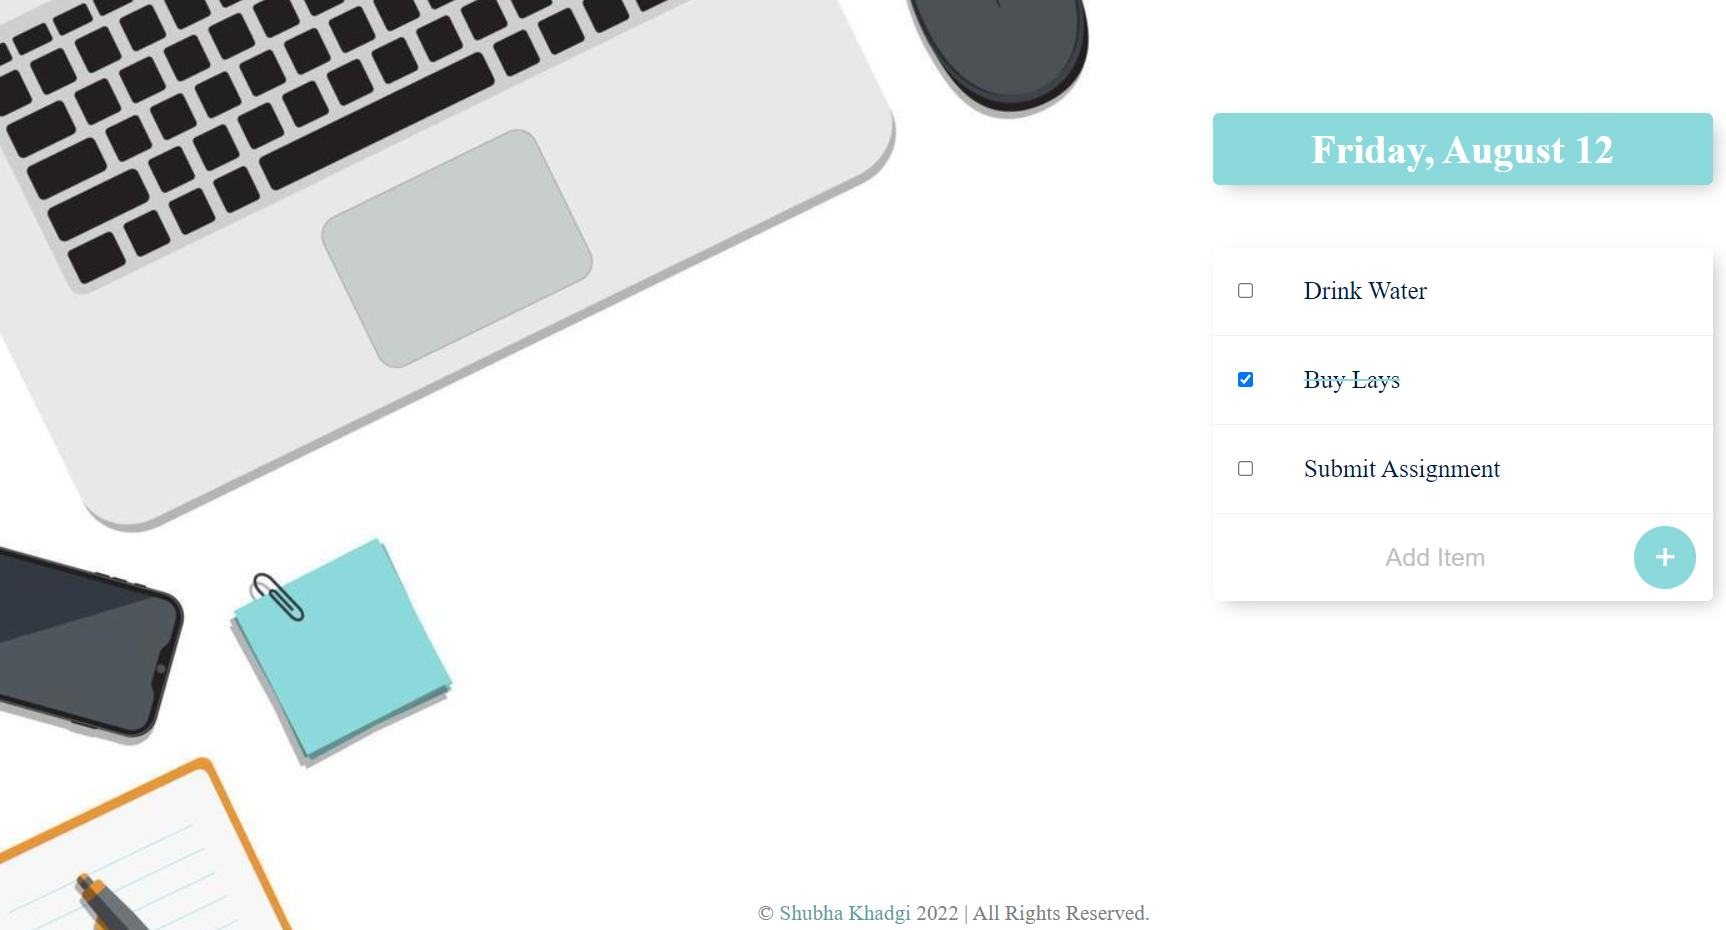 Friday, August 12
Drink Water
Buy Lays
Submit Assignment
Add Item
+
© Shubha Khadgi 2022 | All Rights Reserved.